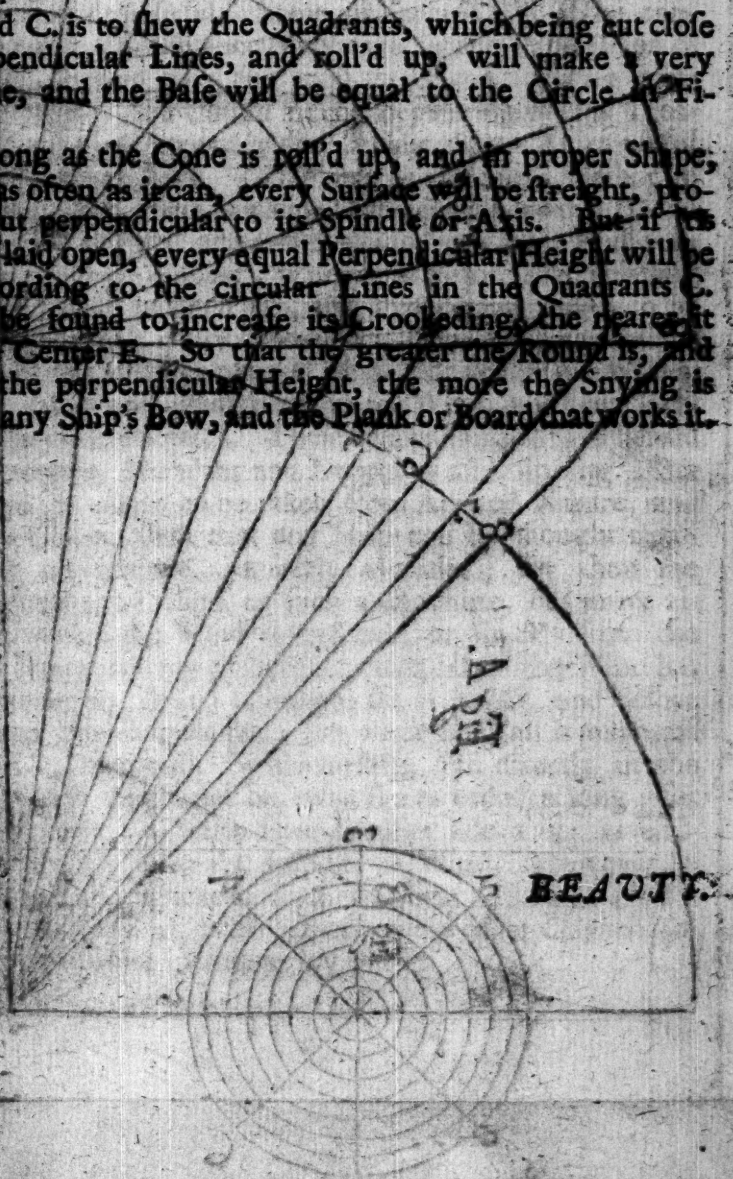 d C. is to ſhew the Quadrants, which being cut cloſe
pendicular Lines, and roll'd up, will make a very
e, and the Baſe will be equal to the Circle in Fi-
ong as the Cone is roll'd up, and in proper Shape,
as often as it can, every Surface will be ſtreight, pro-
ut perpendicular to its Spindle or Axis. But if 'tis
laid open, every equal Perpendicular Height will be
ording to the circular Lines in the Quadrants C.
be found to increaſe its Crookeding, the nearer it
Center E. So that the greater the Round is, and
the perpendicular Height, the more the Snying is
any Ship's Bow, and the Plank or Board that works it.
6
8
A
3
B
BEAUTY.